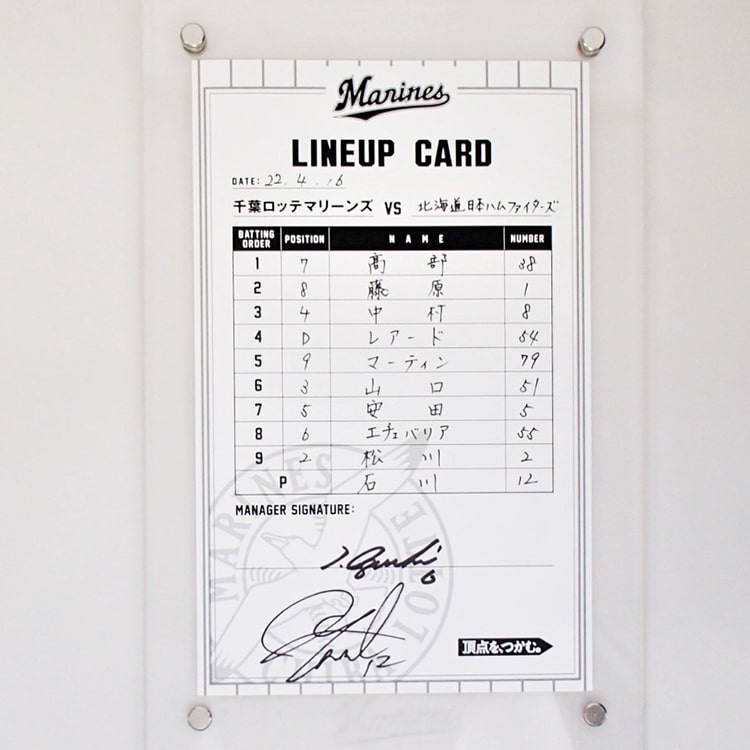 Marines
LINEUP CARD
DATE: 22.4.16
千葉ロッテマリーンズ VS 北海道日本ハムファイターズ
BATTING ORDER POSITION NAME NUMBER
1 7 髙部 38
2 8 藤原 1
3 4 中村 8
4 D レアード 54
5 9 マーティン 79
6 3 山口 51
7 5 安田 5
8 6 エチェバリア 55
9 2 松川 2
P 石川 12
MANAGER SIGNATURE:
6
12
頂点を、つかむ。
MARINES
LOTTE